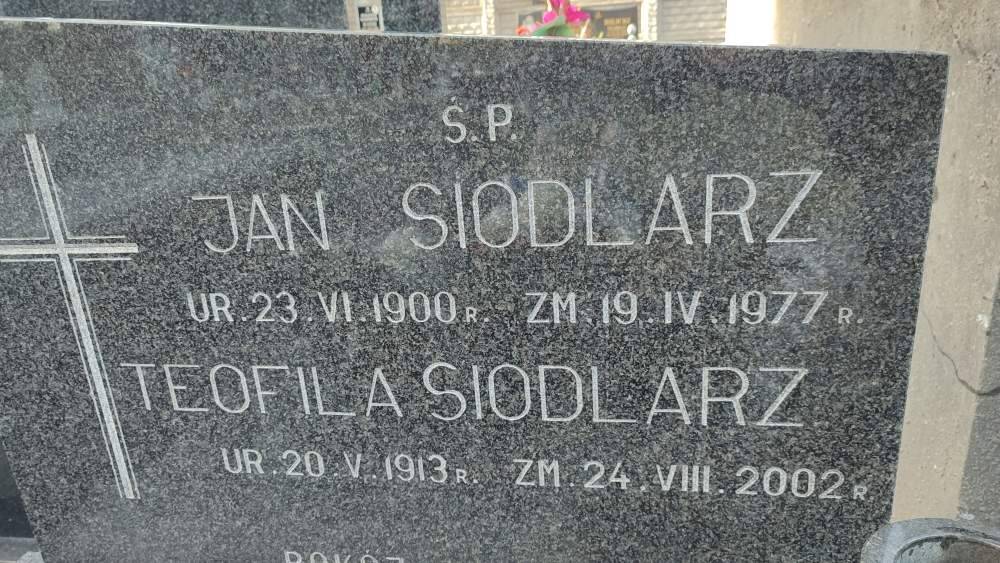 Ś.P.
JAN SIODLARZ
UR. 23. VI. 1900 R. ZM. 19. IV. 1977 R.
TEOFILA SIODLARZ
UR. 20. V. 1913 R. ZM. 24. VIII. 2002 R